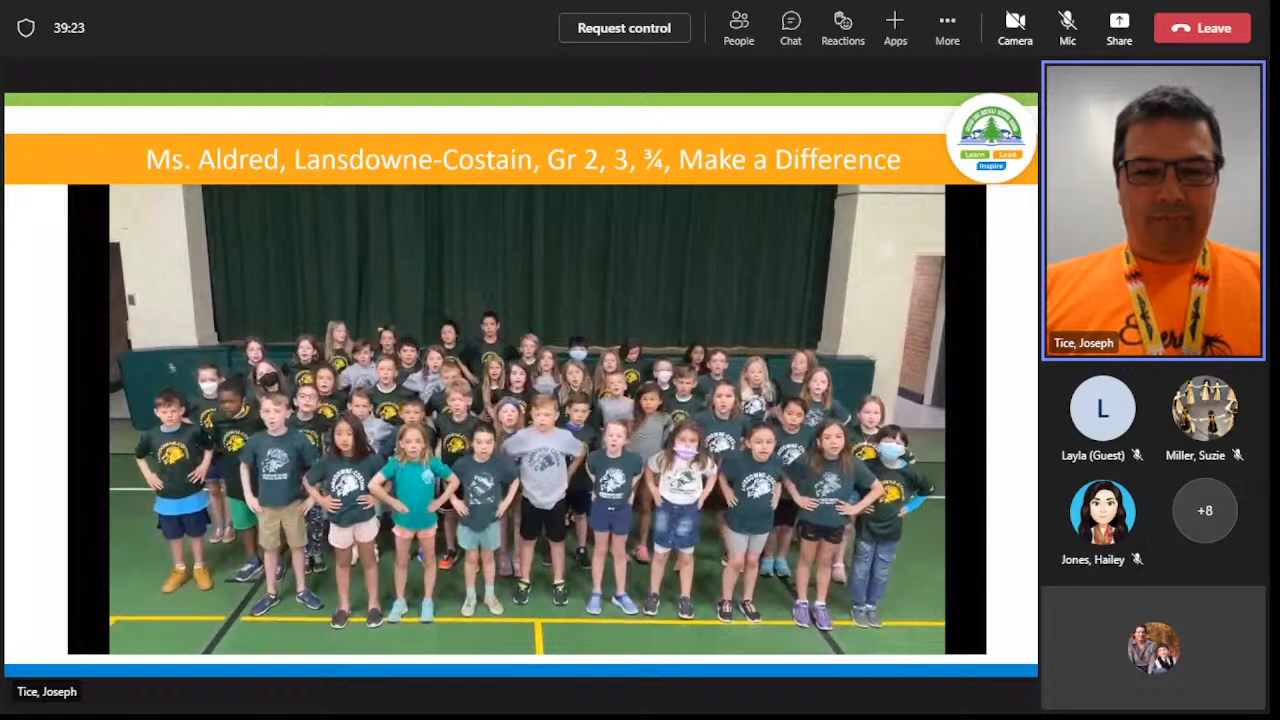 39:23
Request control
People
Chat
Reactions
Apps
More
Camera
Mic
Share
Leave
Ms. Aldred, Lansdowne-Costain, Gr 2, 3, ¾, Make a Difference
Learn
Lead
Inspire
Tice, Joseph
L
Layla (Guest)
Miller, Suzie
Jones, Hailey
+8
Tice, Joseph